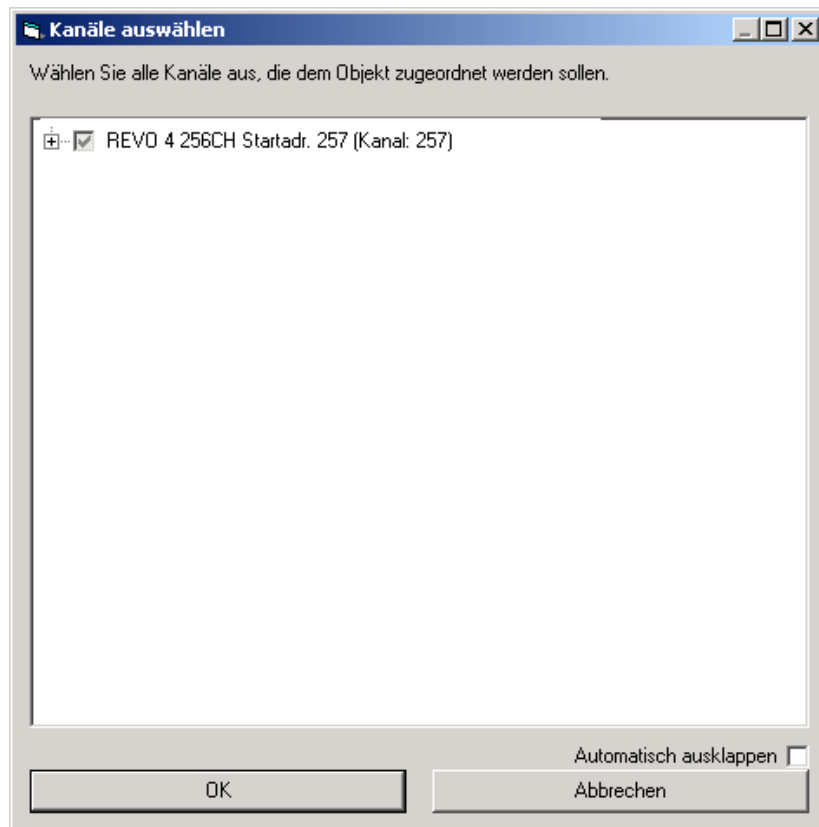 Kanäle auswählen
Wählen Sie alle Kanäle aus, die dem Objekt zugeordnet werden sollen.
REVO 4 256CH Startadr. 257 (Kanal: 257)
Automatisch ausklappen
OK
Abbrechen